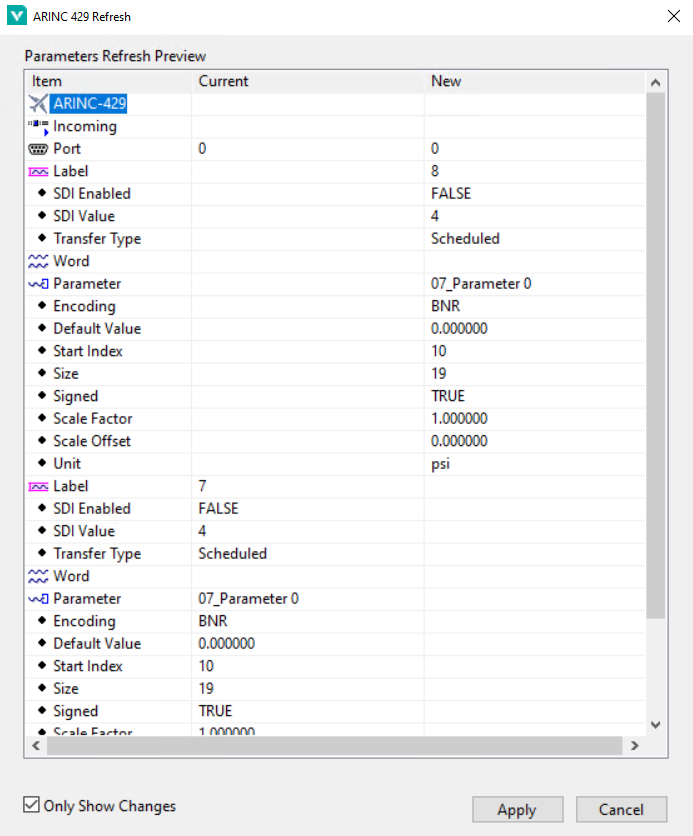 ARINC 429 Refresh
Parameters Refresh Preview
Item Current New
ARINC-429
Incoming
Port 0 0
Label 8
SDI Enabled FALSE
SDI Value 4
Transfer Type Scheduled
Word
Parameter 07_Parameter 0
Encoding BNR
Default Value 0.000000
Start Index 10
Size 19
Signed TRUE
Scale Factor 1.000000
Scale Offset 0.000000
Unit psi
Label 7
SDI Enabled FALSE
SDI Value 4
Transfer Type Scheduled
Word
Parameter 07_Parameter 0
Encoding BNR
Default Value 0.000000
Start Index 10
Size 19
Signed TRUE
Scale Factor 1.000000
Only Show Changes
Apply Cancel